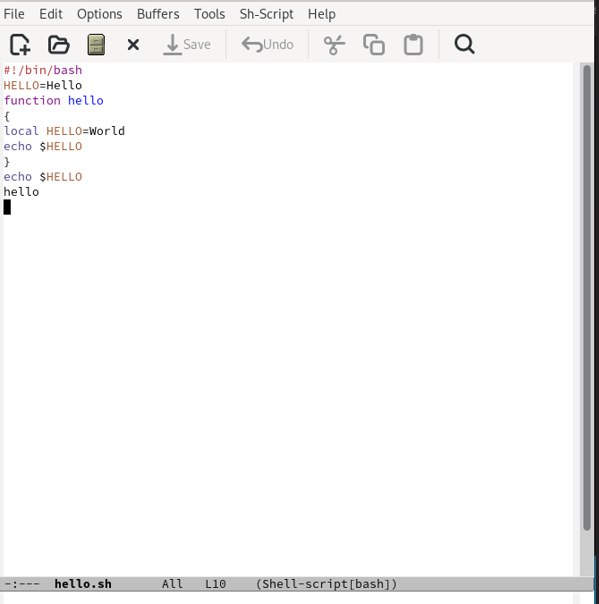 File Edit Options Buffers Tools Sh-Script Help
Save Undo
#!/bin/bash
HELLO=Hello
function hello
{
local HELLO=World
echo $HELLO
}
echo $HELLO
hello
-:--- hello.sh All L10 (Shell-script[bash])